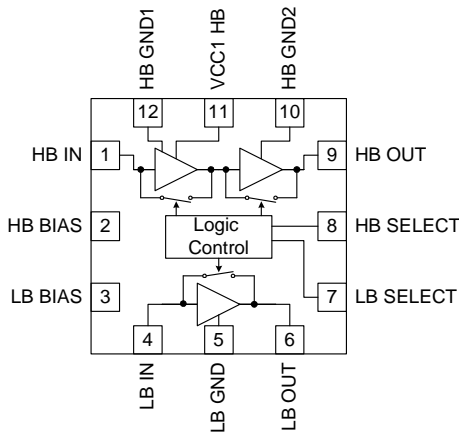 HB GND1
VCC1 HB
HB GND2
12
11
10
HB IN
1
9
HB OUT
HB BIAS
2
Logic
Control
8
HB SELECT
LB BIAS
3
7
LB SELECT
4
5
6
LB IN
LB GND
LB OUT